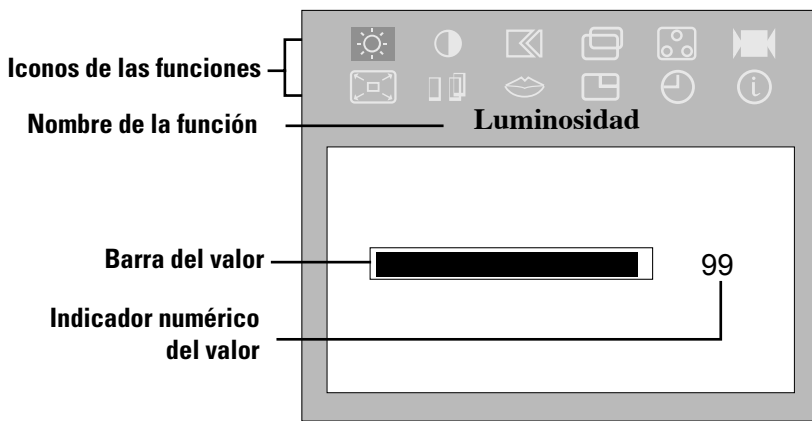 Iconos de las funciones
Nombre de la función
Luminosidad
Barra del valor
99
Indicador numérico
del valor